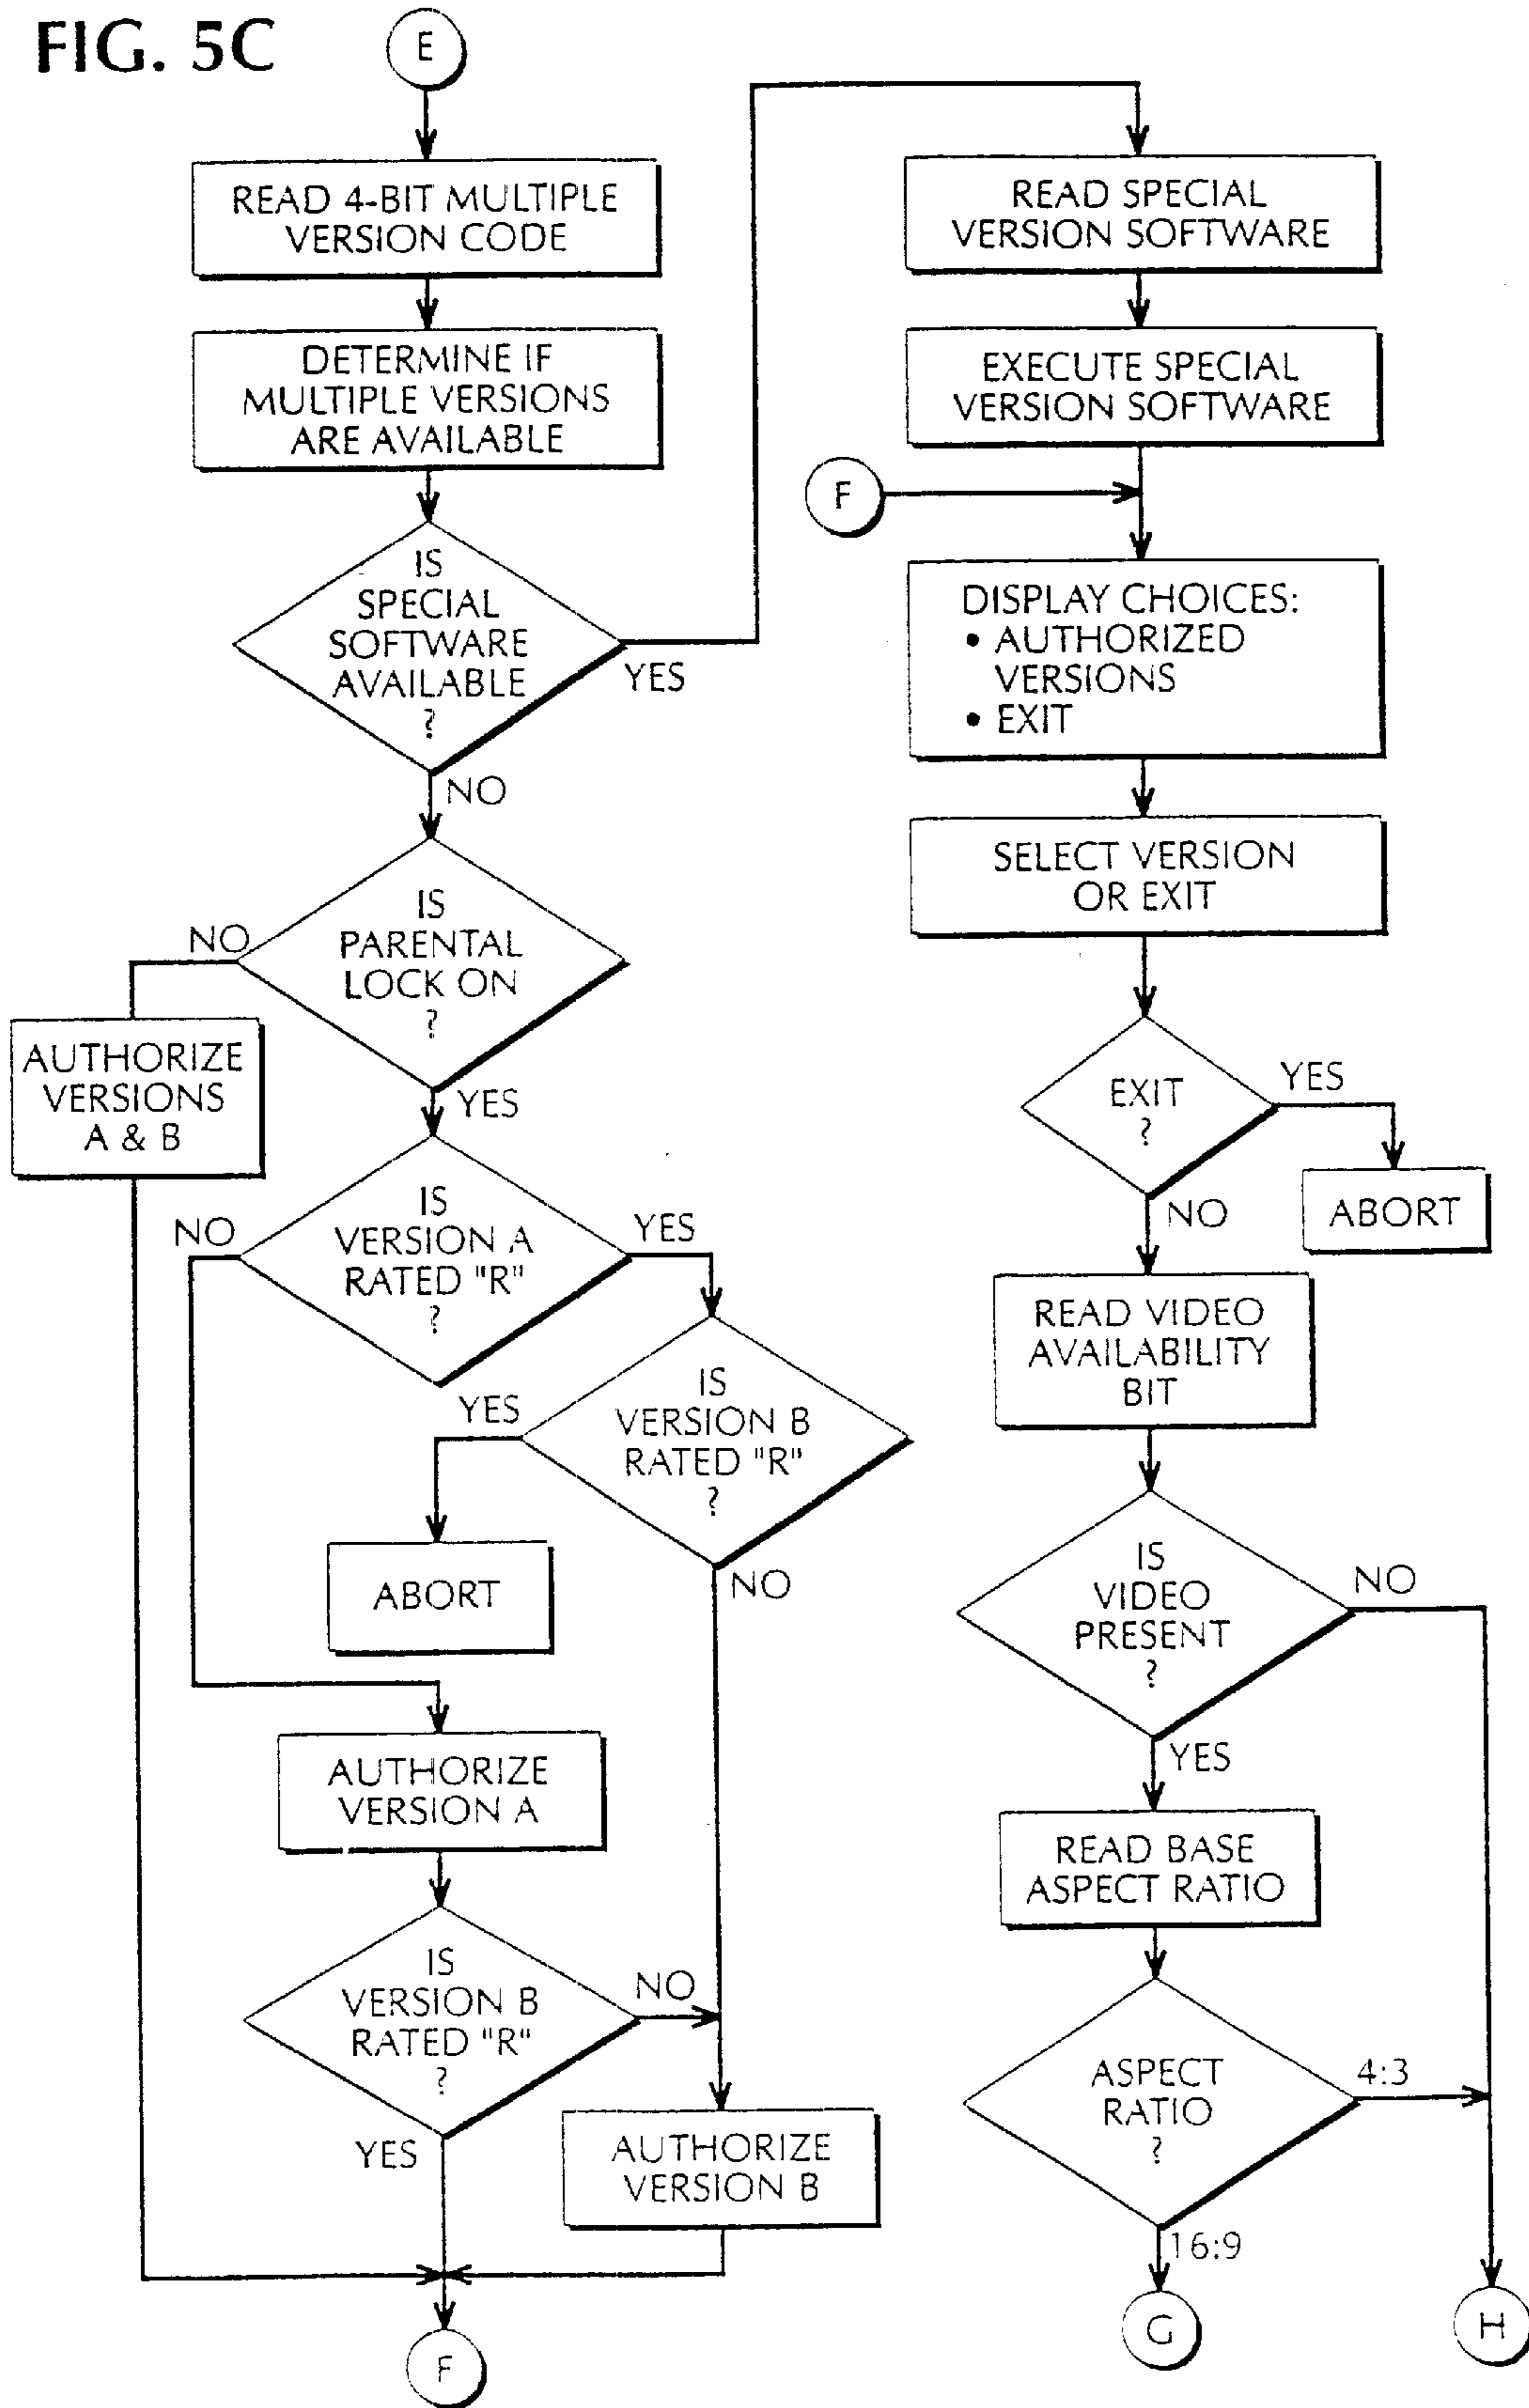 FIG. 5C
E
READ 4-BIT MULTIPLE
VERSION CODE
DETERMINE IF
MULTIPLE VERSIONS
ARE AVAILABLE
IS
SPECIAL
SOFTWARE
AVAILABLE
?
YES
NO
IS
PARENTAL
LOCK ON
?
NO
AUTHORIZE
VERSIONS
A & B
YES
IS
VERSION A
RATED "R"
?
NO
YES
IS
VERSION B
RATED "R"
?
YES
ABORT
NO
AUTHORIZE
VERSION A
IS
VERSION B
RATED "R"
?
NO
YES
AUTHORIZE
VERSION B
F
READ SPECIAL
VERSION SOFTWARE
EXECUTE SPECIAL
VERSION SOFTWARE
F
DISPLAY CHOICES:
• AUTHORIZED
VERSIONS
• EXIT
SELECT VERSION
OR EXIT
EXIT
?
YES
ABORT
NO
READ VIDEO
AVAILABILITY
BIT
IS
VIDEO
PRESENT
?
NO
YES
READ BASE
ASPECT RATIO
ASPECT
RATIO
?
4:3
16:9
G
H